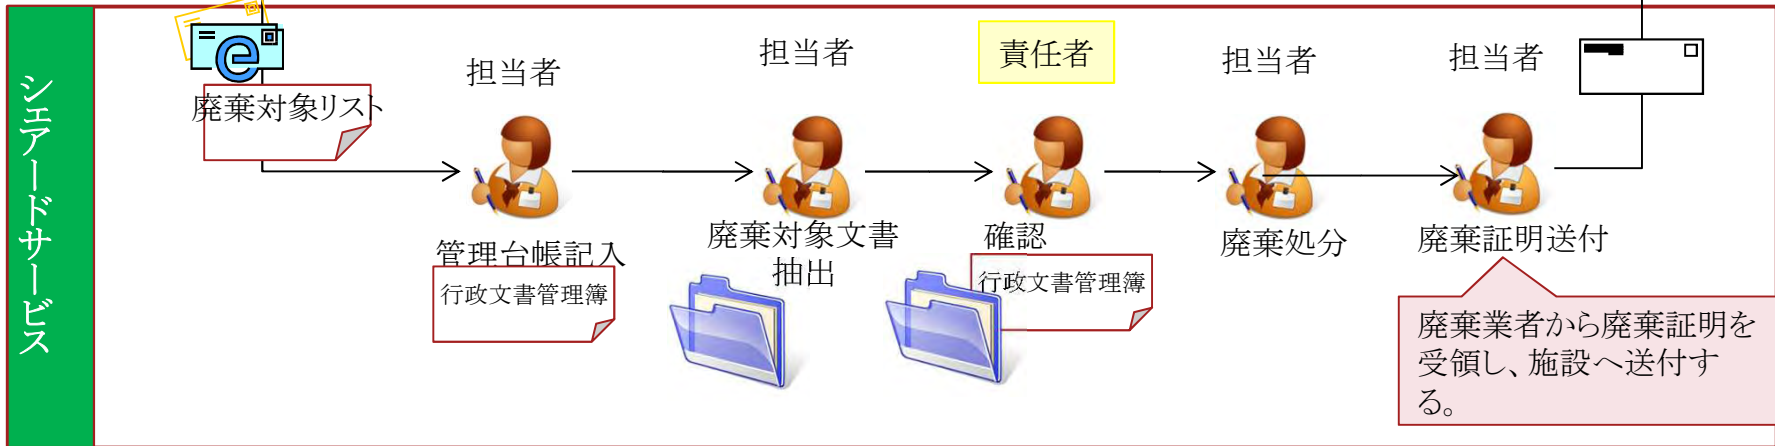 シェアードサービス
廃棄対象リスト
担当者
管理台帳記入
行政文書管理簿
担当者
廃棄対象文書
抽出
責任者
確認
行政文書管理簿
担当者
廃棄処分
担当者
廃棄証明送付
廃棄業者から廃棄証明を
受領し、施設へ送付す
る。